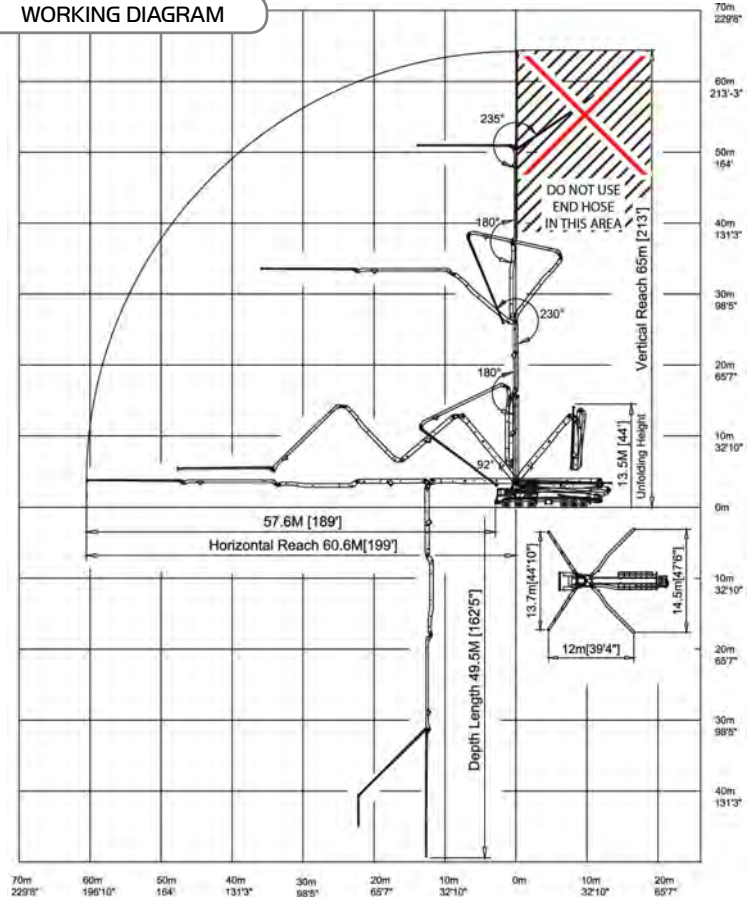 WORKING DIAGRAM
70m
229'8"
60m
213'-3"
50m
164'
40m
131'3"
30m
98'5"
20m
65'7"
10m
32'10"
0m
10m
32'10"
20m
65'7"
30m
98'5"
40m
131'3"
235°
DO NOT USE
END HOSE
IN THIS AREA
180°
230°
180°
92°
Vertical Reach 65m [213']
13.5M [44']
Unfolding Height
57.6M [189']
Horizontal Reach 60.6M[199']
Depth Length 49.5M [162'5"]
13.7m[44'10"]
14.5m[47'6"]
12m[39'4"]
70m
229'8"
60m
196'10"
50m
164'
40m
131'3"
30m
98'5"
20m
65'7"
10m
32'10"
0m
10m
32'10"
20m
65'7"